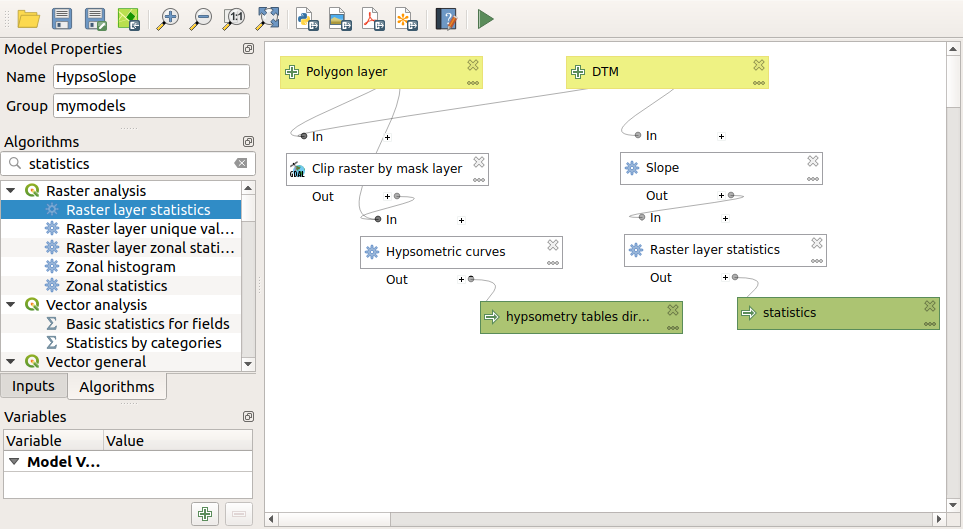 1:1
Model Properties
Name HypsoSlope
Group mymodels
Algorithms
statistics
Raster analysis
Raster layer statistics
Raster layer unique val...
Raster layer zonal stati...
Zonal histogram
Zonal statistics
Vector analysis
Basic statistics for fields
Statistics by categories
Vector general
Inputs Algorithms
Variables
Variable Value
Model V...
Polygon layer
DTM
In
In
GDAL Clip raster by mask layer
Slope
Out
Out
In
In
Hypsometric curves
Raster layer statistics
Out
Out
hypsometry tables dir...
statistics